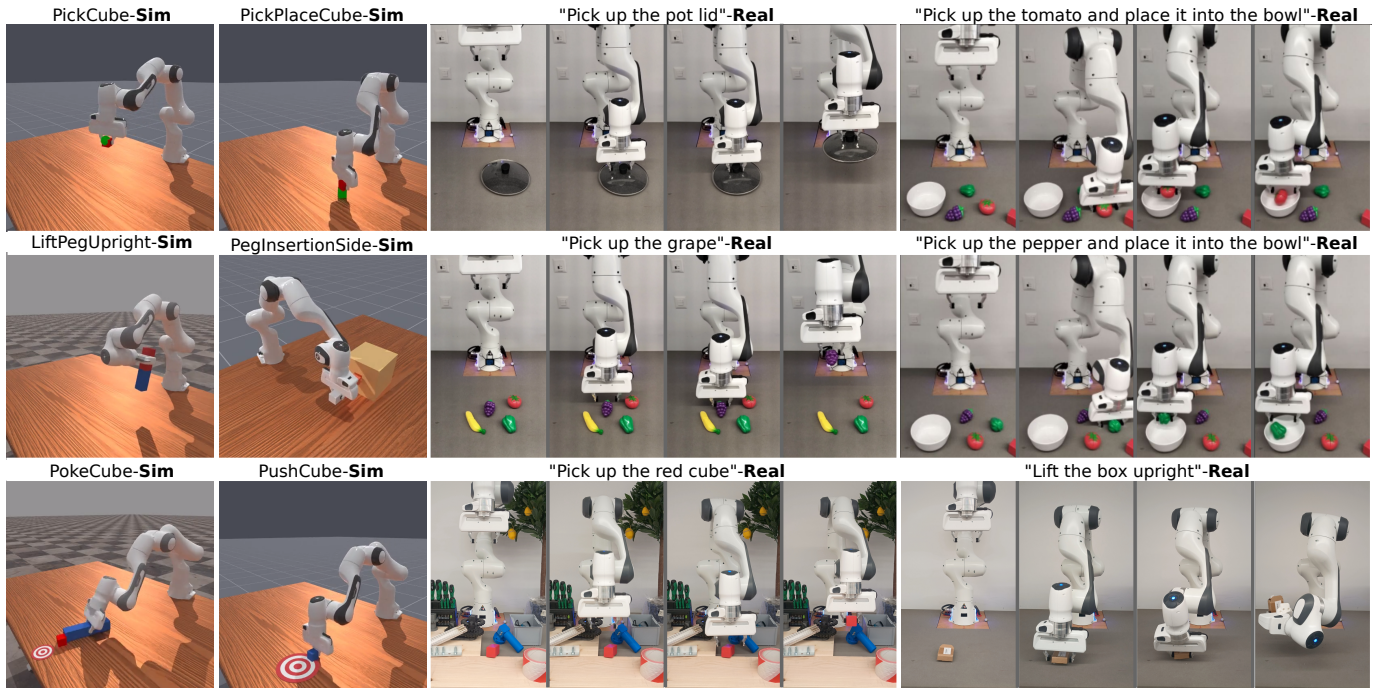 PickCube-Sim
PickPlaceCube-Sim
"Pick up the pot lid"-Real
"Pick up the tomato and place it into the bowl"-Real
LiftPegUpright-Sim
PegInsertionSide-Sim
"Pick up the grape"-Real
"Pick up the pepper and place it into the bowl"-Real
PokeCube-Sim
PushCube-Sim
"Pick up the red cube"-Real
"Lift the box upright"-Real